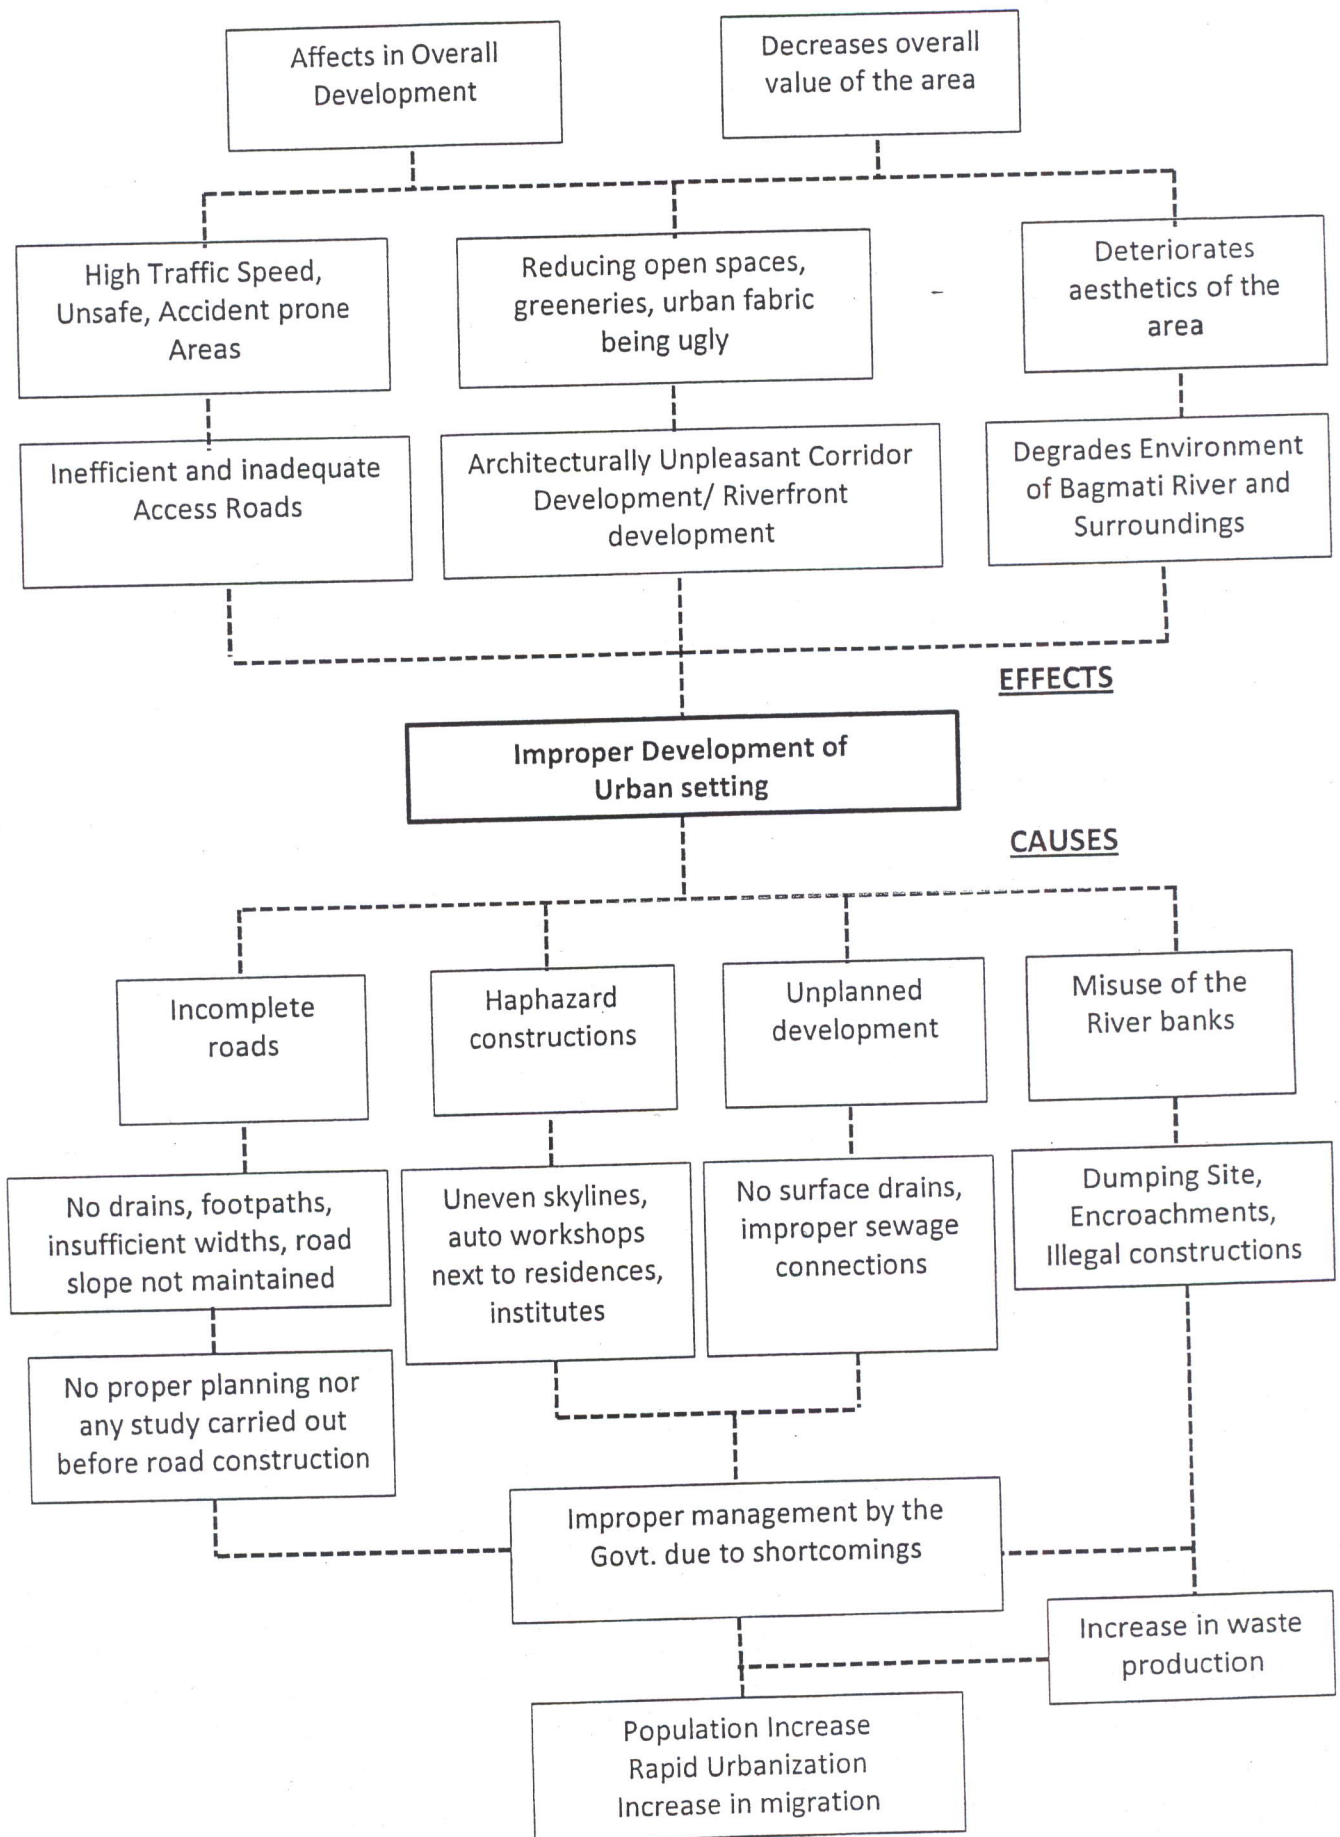 Affects in Overall
Development
Decreases overall
value of the area
High Traffic Speed,
Unsafe, Accident prone
Areas
Reducing open spaces,
greeneries, urban fabric
being ugly
Deteriorates
aesthetics of the
area
Inefficient and inadequate
Access Roads
Architecturally Unpleasant Corridor
Development/ Riverfront
development
Degrades Environment
of Bagmati River and
Surroundings
EFFECTS
Improper Development of
Urban setting
CAUSES
Incomplete
roads
Haphazard
constructions
Unplanned
development
Misuse of the
River banks
No drains, footpaths,
insufficient widths, road
slope not maintained
Uneven skylines,
auto workshops
next to residences,
institutes
No surface drains,
improper sewage
connections
Dumping Site,
Encroachments,
Illegal constructions
No proper planning nor
any study carried out
before road construction
Improper management by the
Govt. due to shortcomings
Increase in waste
production
Population Increase
Rapid Urbanization
Increase in migration